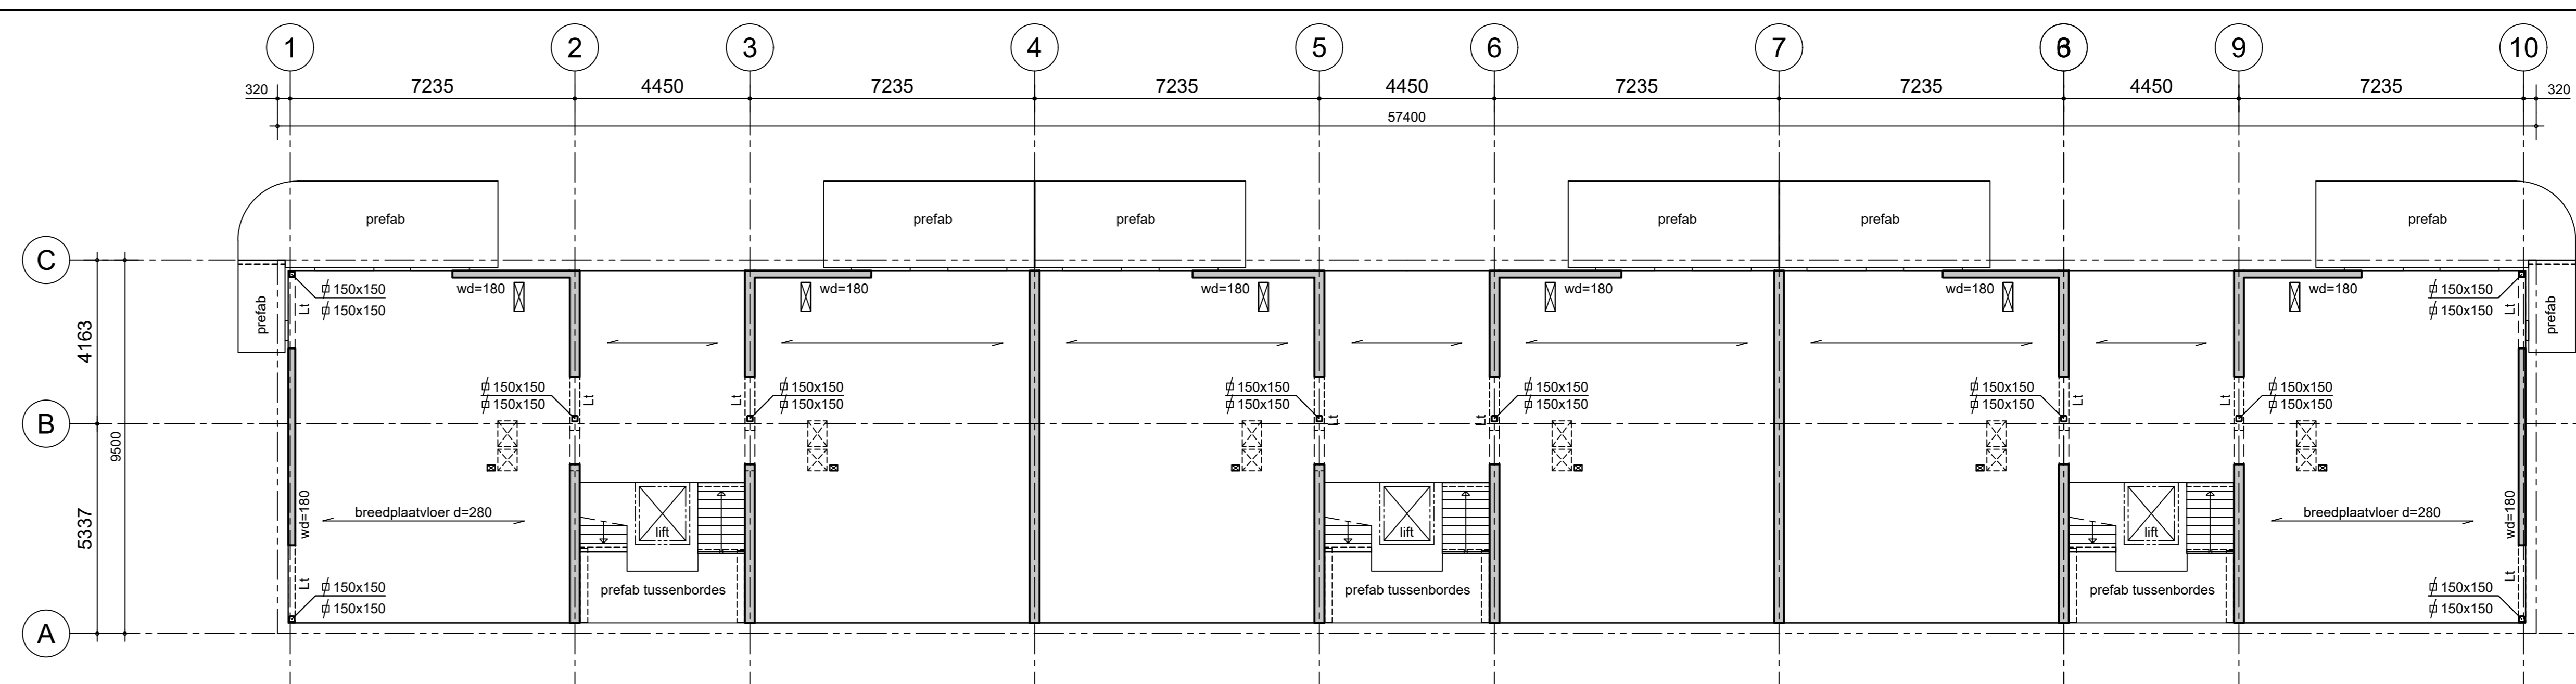 1 2 3 4 5 6 7 8 9 10
320 7235 4450 7235 7235 4450 7235 7235 4450 7235 320
57400
prefab prefab prefab prefab prefab prefab
C
prefab prefab
150x150 wd=180 wd=180 wd=180 wd=180 wd=180 wd=180 150x150
Lt 150x150 150x150 Lt
4163
150x150 150x150 150x150 150x150 150x150 150x150
150x150 Lt Lt 150x150 150x150 Lt Lt 150x150 150x150 Lt Lt 150x150
B
9500
5337
wd=180 breedplaatvloer d=280 breedplaatvloer d=280 wd=180
lift lift lift
Lt 150x150 prefab tussenbordes prefab tussenbordes prefab tussenbordes 150x150 Lt
150x150 150x150
A